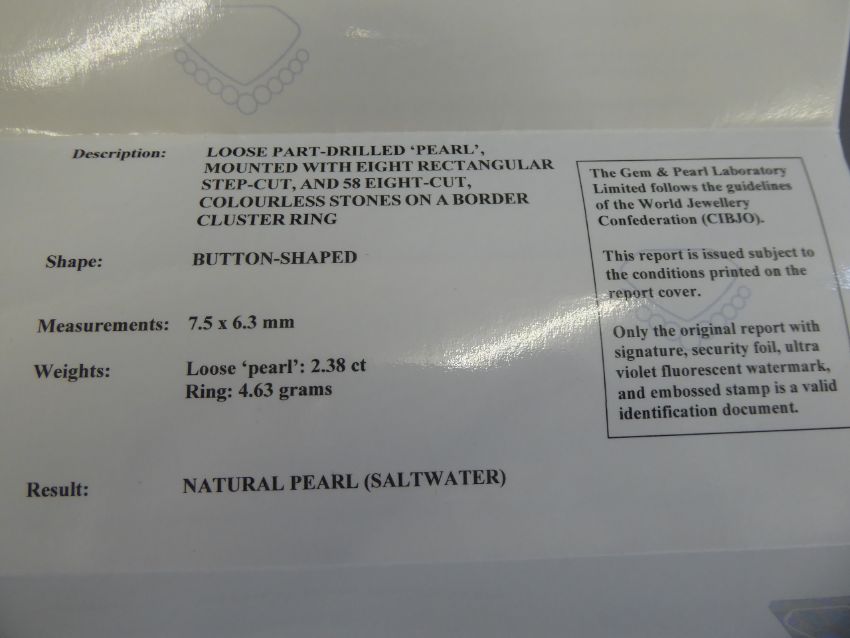 Description: LOOSE PART-DRILLED ‘PEARL’,
MOUNTED WITH EIGHT RECTANGULAR
STEP-CUT, AND 58 EIGHT-CUT,
COLOURLESS STONES ON A BORDER
CLUSTER RING
Shape: BUTTON-SHAPED
Measurements: 7.5 x 6.3 mm
Weights: Loose ‘pearl’: 2.38 ct
Ring: 4.63 grams
Result: NATURAL PEARL (SALTWATER)
The Gem & Pearl Laboratory
Limited follows the guidelines
of the World Jewellery
Confederation (CIBJO).
This report is issued subject to
the conditions printed on the
report cover.
Only the original report with
signature, security foil, ultra
violet fluorescent watermark,
and embossed stamp is a valid
identification document.